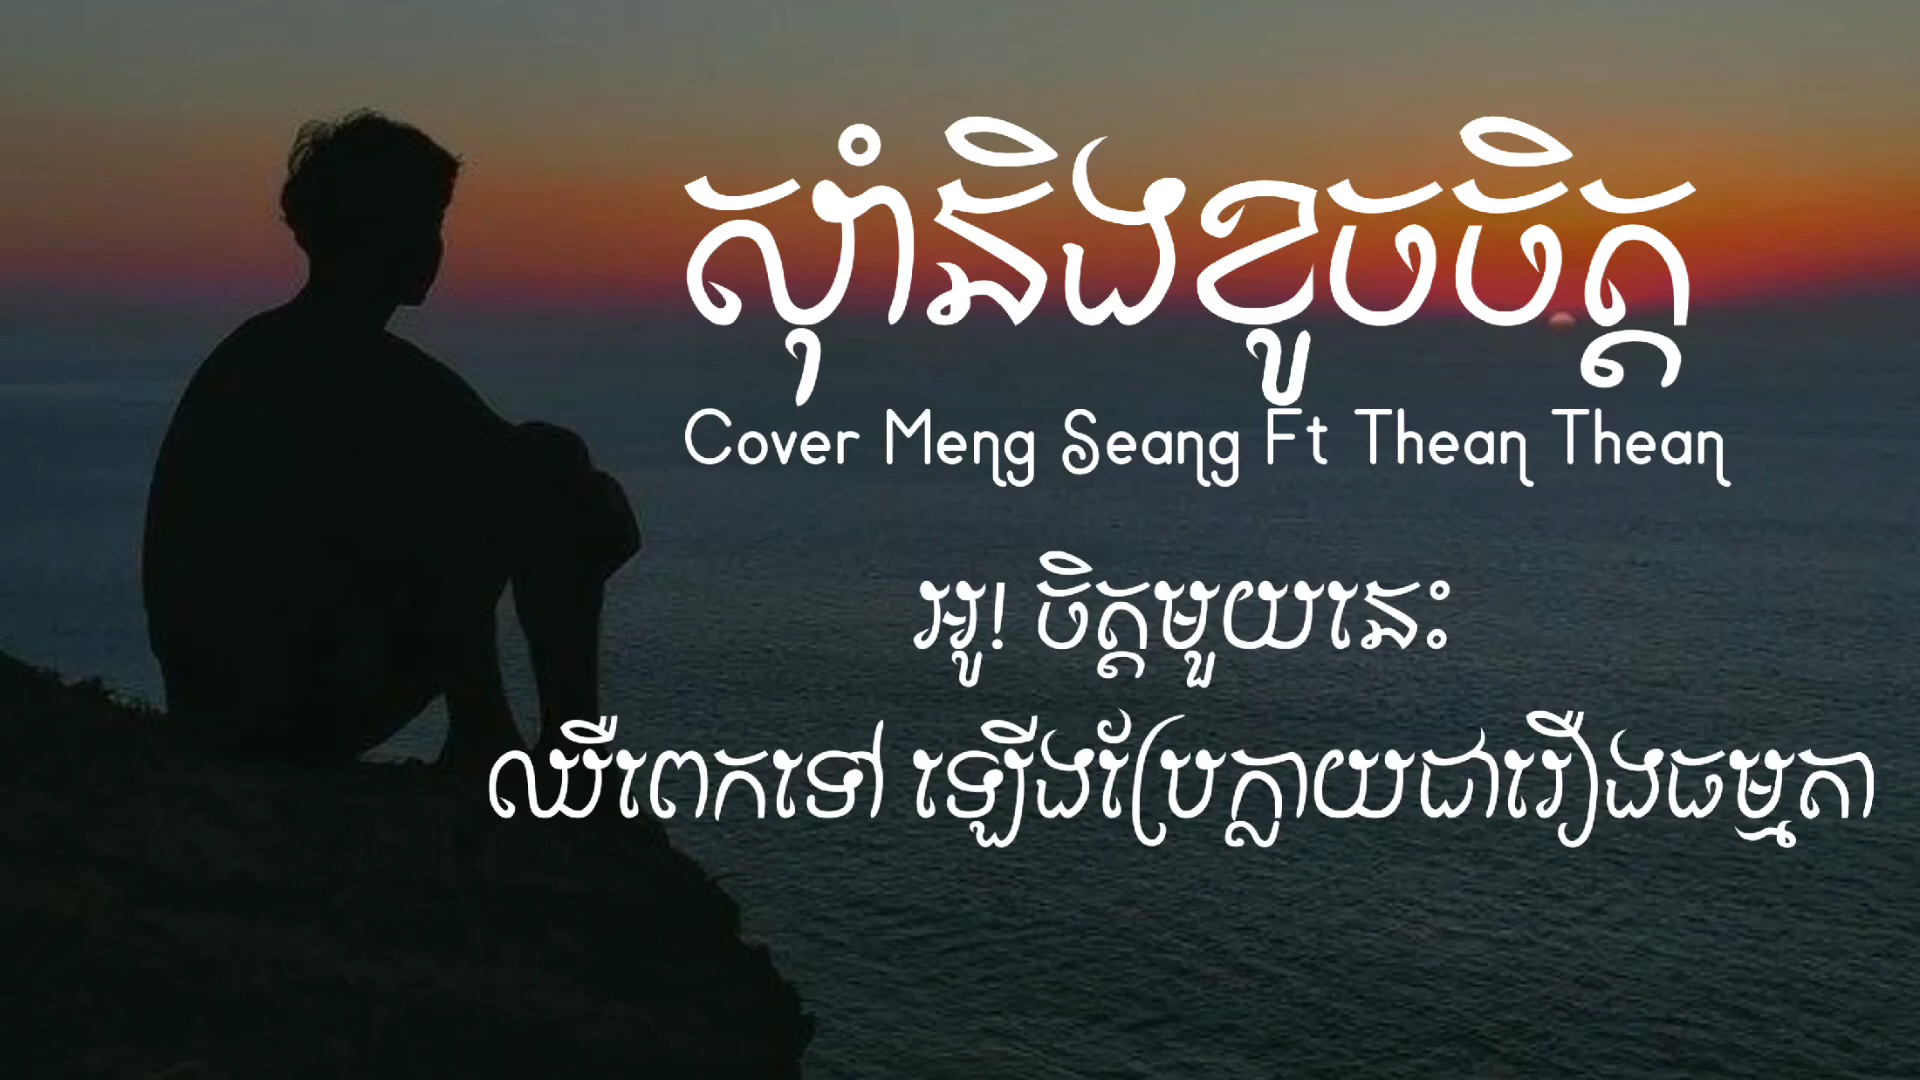 ស៊ាំនិងខូចចិត្ត
Cover Meng Seang Ft Thean Thean
អូ! ចិត្តមួយនេះ
ឈឺពេកទៅ ឡើងប្រែក្លាយជារឿងធម្មតា